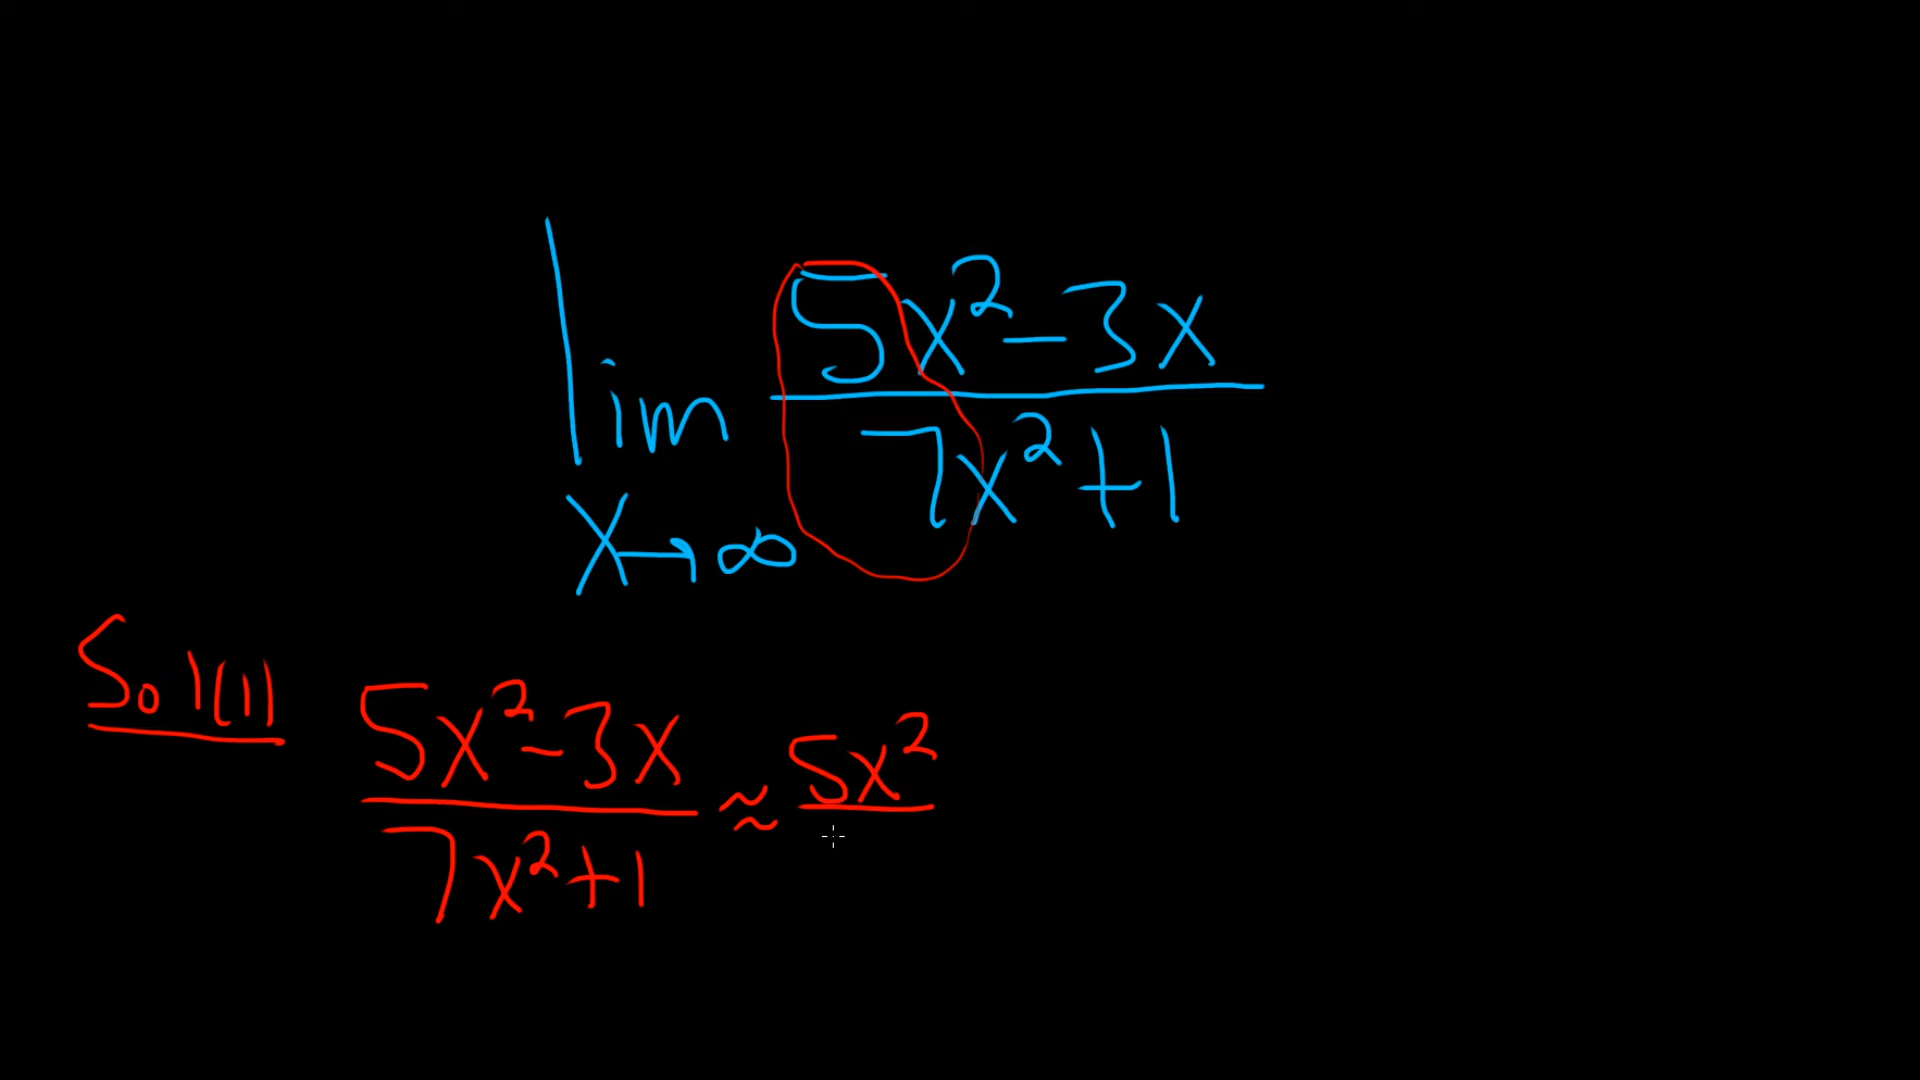 lim x→∞ (5x² - 3x) / (7x² + 1)
Sol(1) (5x² - 3x) / (7x² + 1) ≈ 5x² /